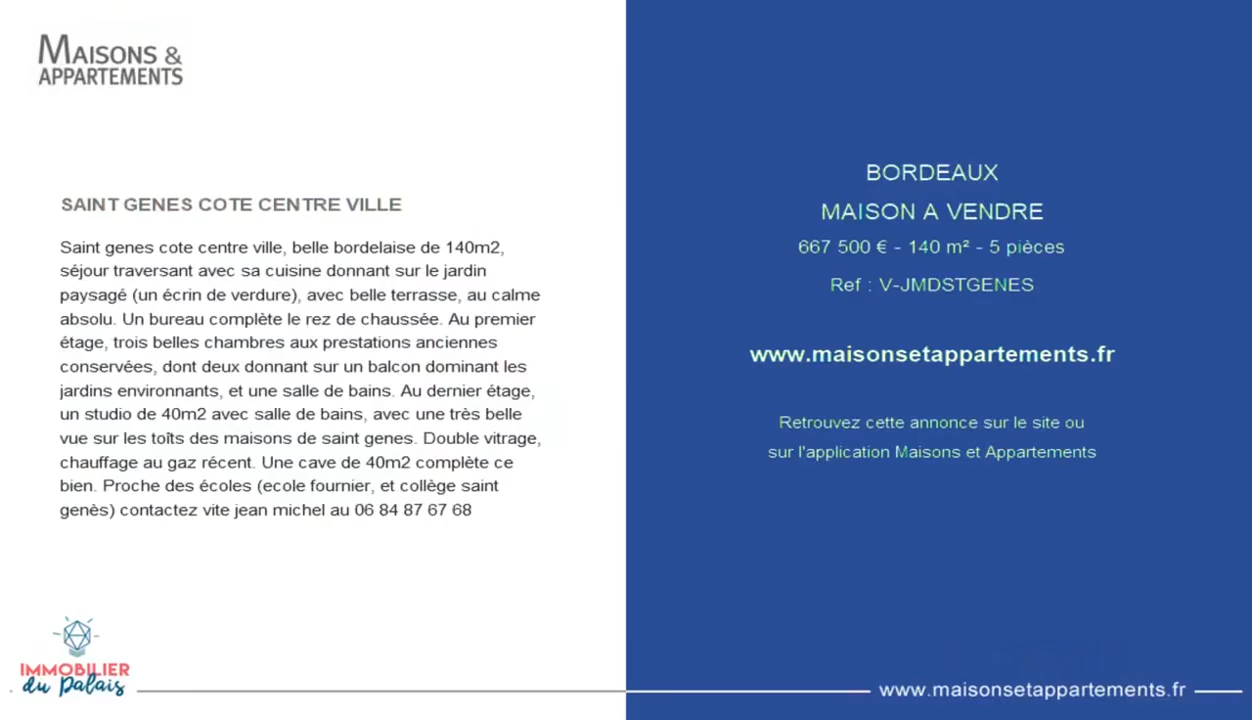 MAISONS &
APPARTEMENTS
SAINT GENES COTE CENTRE VILLE
Saint genes cote centre ville, belle bordelaise de 140m2,
séjour traversant avec sa cuisine donnant sur le jardin
paysagé (un écrin de verdure), avec belle terrasse, au calme
absolu. Un bureau complète le rez de chaussée. Au premier
étage, trois belles chambres aux prestations anciennes
conservées, dont deux donnant sur un balcon dominant les
jardins environnants, et une salle de bains. Au dernier étage,
un studio de 40m2 avec salle de bains, avec une très belle
vue sur les toîts des maisons de saint genes. Double vitrage,
chauffage au gaz récent. Une cave de 40m2 complète ce
bien. Proche des écoles (ecole fournier, et collège saint
genès) contactez vite jean michel au 06 84 87 67 68
IMMOBILIER
du Palais
BORDEAUX
MAISON A VENDRE
667 500 € - 140 m² - 5 pièces
Ref : V-JMDSTGENES
www.maisonsetappartements.fr
Retrouvez cette annonce sur le site ou
sur l'application Maisons et Appartements
www.maisonsetappartements.fr